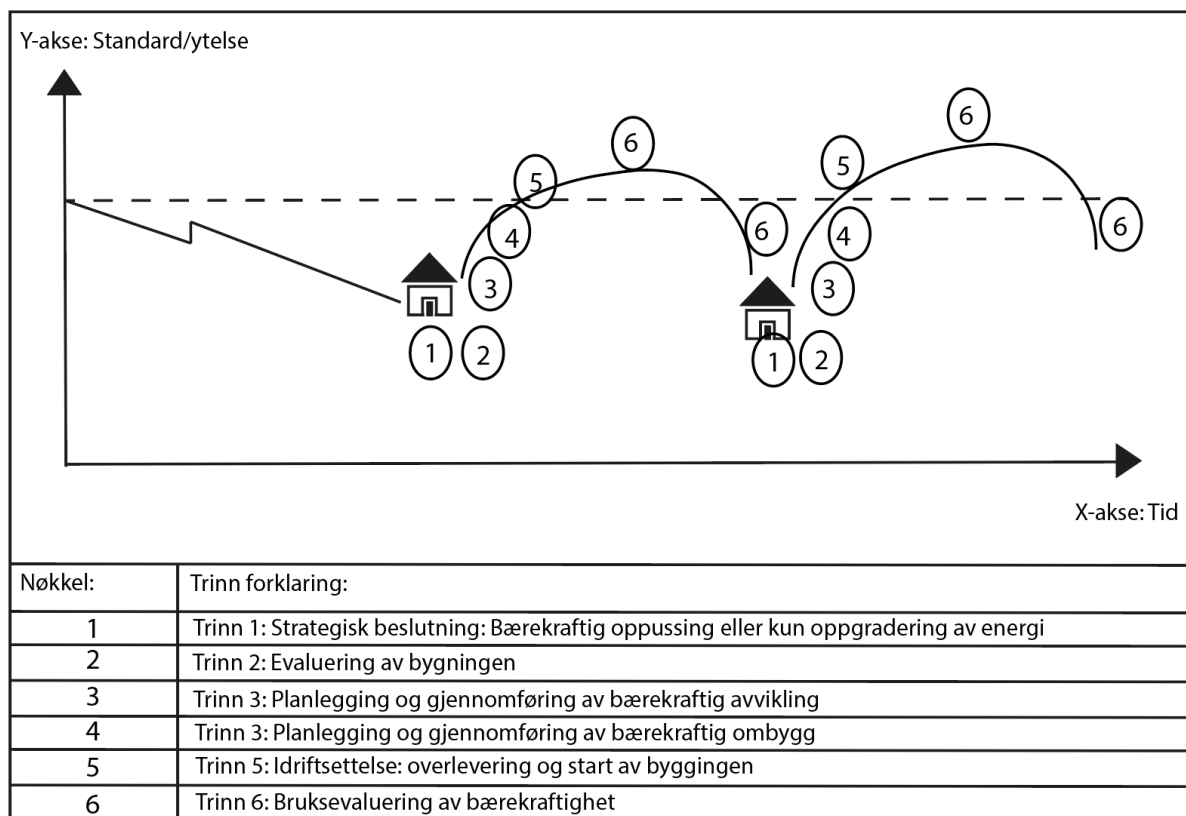 Y-akse: Standard/ytelse
6
6
5
5
4
6
4
6
3
3
1 2
1 2
X-akse: Tid
Nøkkel: Trinn forklaring:
1 Trinn 1: Strategisk beslutning: Bærekraftig oppussing eller kun oppgradering av energi
2 Trinn 2: Evaluering av bygningen
3 Trinn 3: Planlegging og gjennomføring av bærekraftig avvikling
4 Trinn 3: Planlegging og gjennomføring av bærekraftig ombygg
5 Trinn 5: Idriftsettelse: overlevering og start av byggingen
6 Trinn 6: Bruksevaluering av bærekraftighet